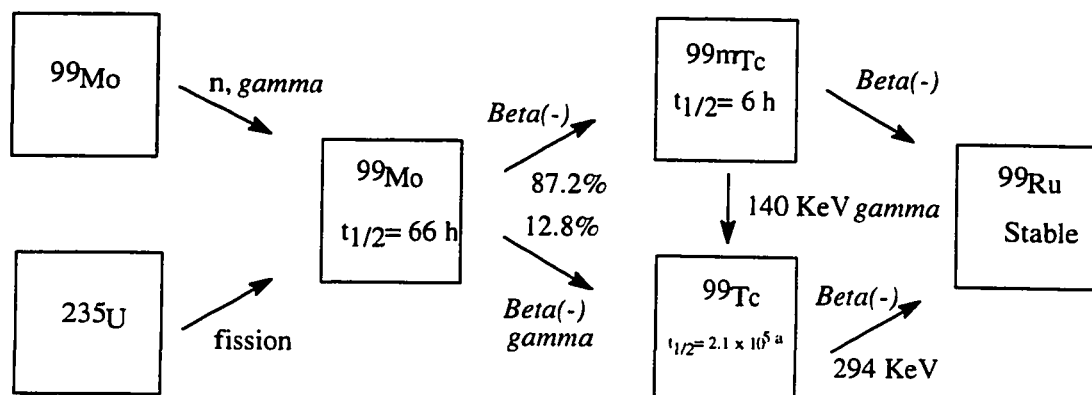 99Mo
n, gamma
235U
fission
99Mo
t1/2= 66 h
Beta(-)
87.2%
12.8%
Beta(-)
gamma
99mTc
t1/2= 6 h
140 KeV gamma
99Tc
t1/2= 2.1 x 10^5 a
Beta(-)
Beta(-)
294 KeV
99Ru
Stable